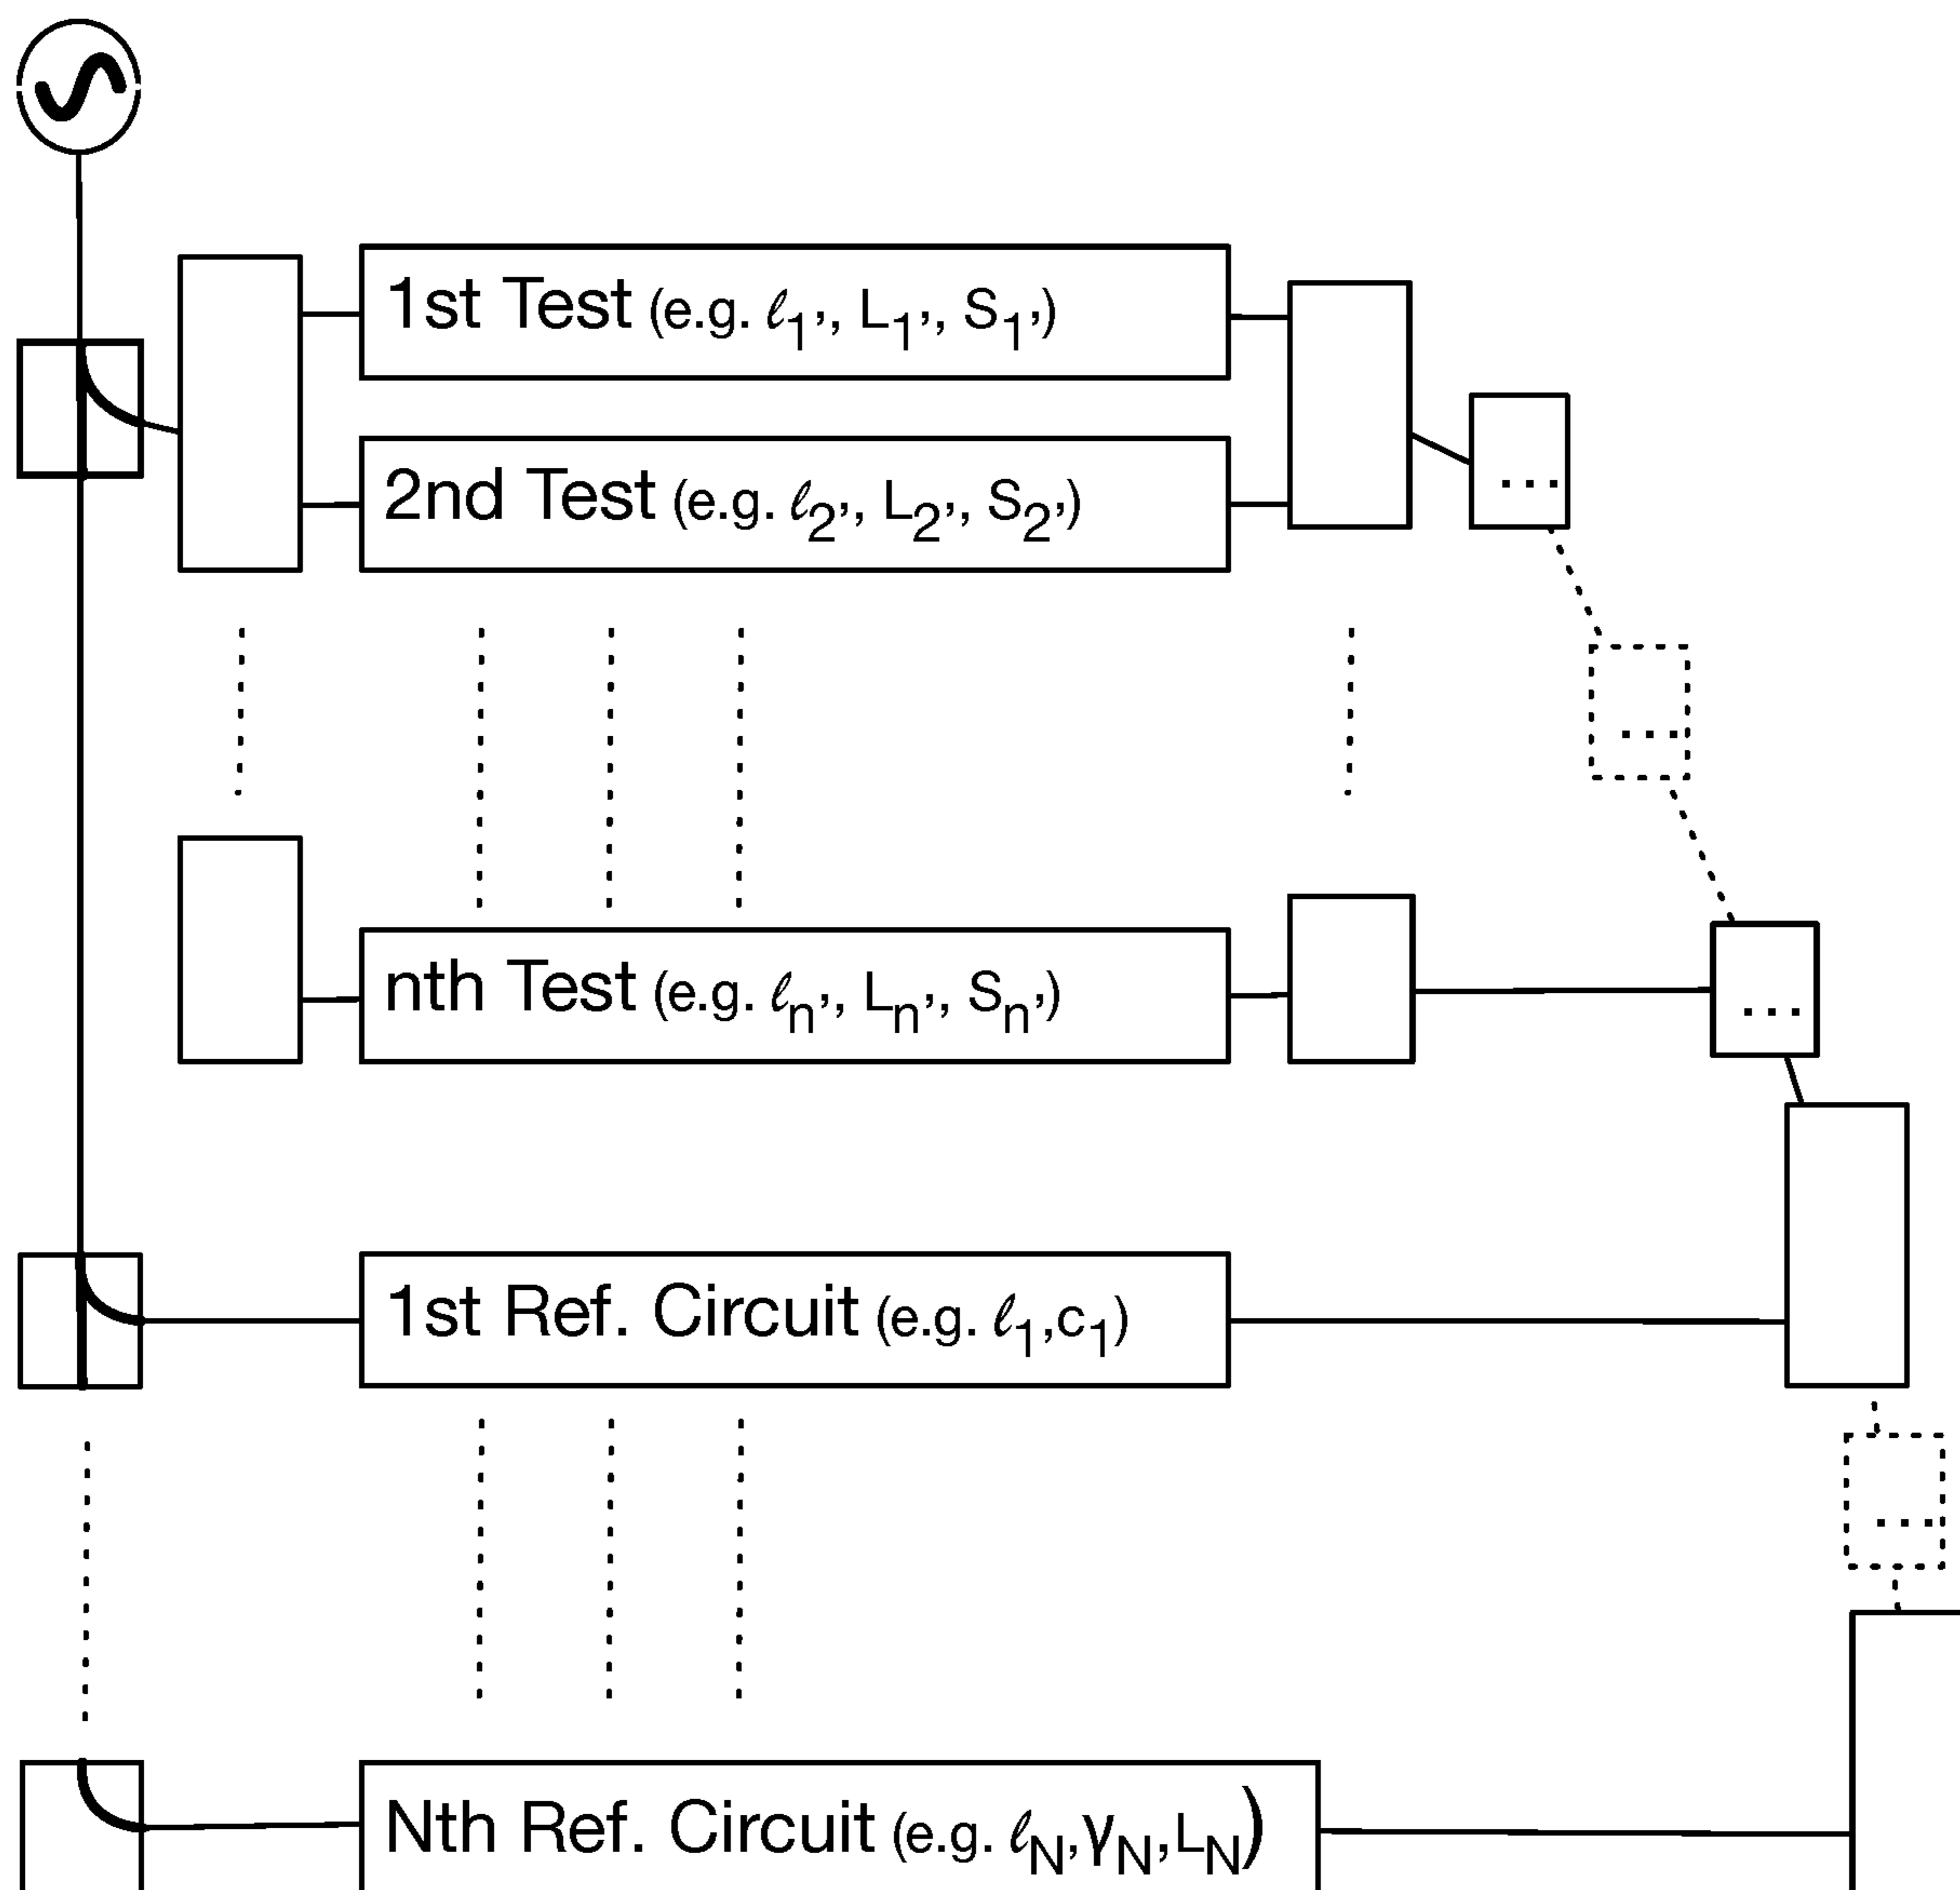 1st Test (e.g. ℓ1', L1', S1')
...
2nd Test (e.g. ℓ2', L2', S2')
...
nth Test (e.g. ℓn', Ln', Sn')
...
1st Ref. Circuit (e.g. ℓ1,c1)
...
Nth Ref. Circuit (e.g. ℓN,γN,LN)